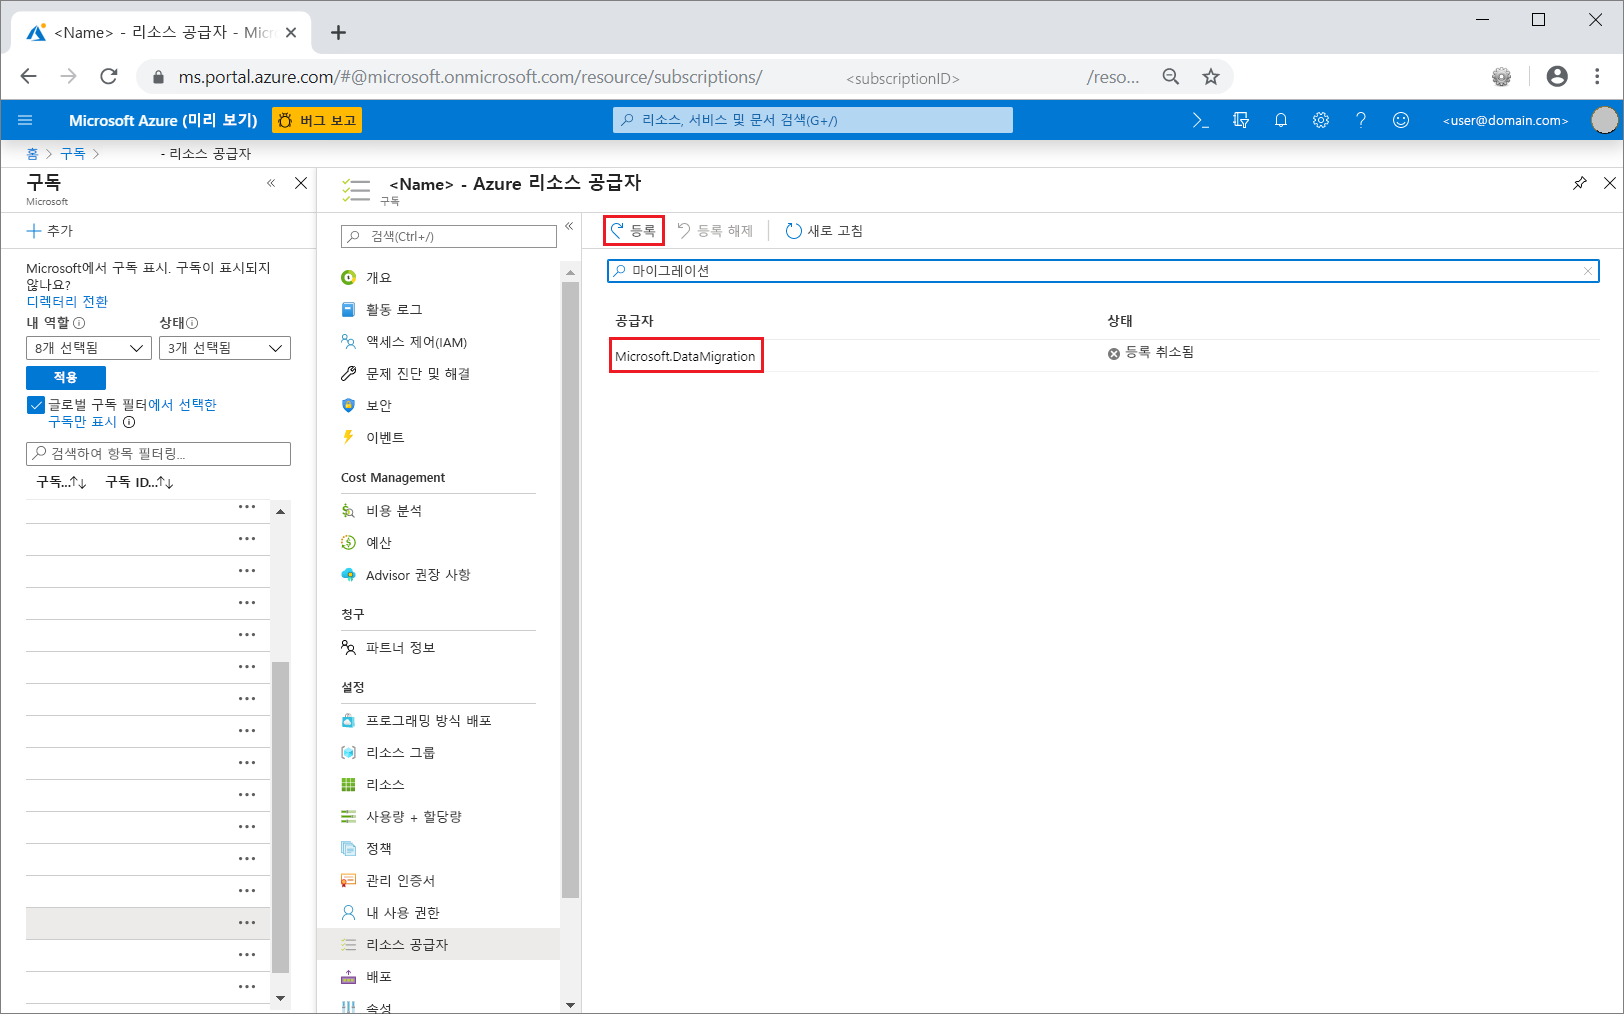 <Name> - 리소스 공급자 - Micr
ms.portal.azure.com/#@microsoft.onmicrosoft.com/resource/subscriptions/ <subscriptionID> /reso...
Microsoft Azure (미리 보기) 버그 보고 리소스, 서비스 및 문서 검색(G+/) <user@domain.com>
홈 > 구독 > - 리소스 공급자
구독
Microsoft
추가
Microsoft에서 구독 표시. 구독이 표시되지
않나요?
디렉터리 전환
내 역할 상태
8개 선택됨 3개 선택됨
적용
글로벌 구독 필터에서 선택한
구독만 표시
검색하여 항목 필터링...
구독...↑↓ 구독 ID...↑↓
<Name> - Azure 리소스 공급자
구독
검색(Ctrl+/)
개요
활동 로그
액세스 제어(IAM)
문제 진단 및 해결
보안
이벤트
Cost Management
비용 분석
예산
Advisor 권장 사항
청구
파트너 정보
설정
프로그래밍 방식 배포
리소스 그룹
리소스
사용량 + 할당량
정책
관리 인증서
내 사용 권한
리소스 공급자
배포
속성
등록 등록 해제 새로 고침
마이그레이션
공급자 상태
Microsoft.DataMigration 등록 취소됨